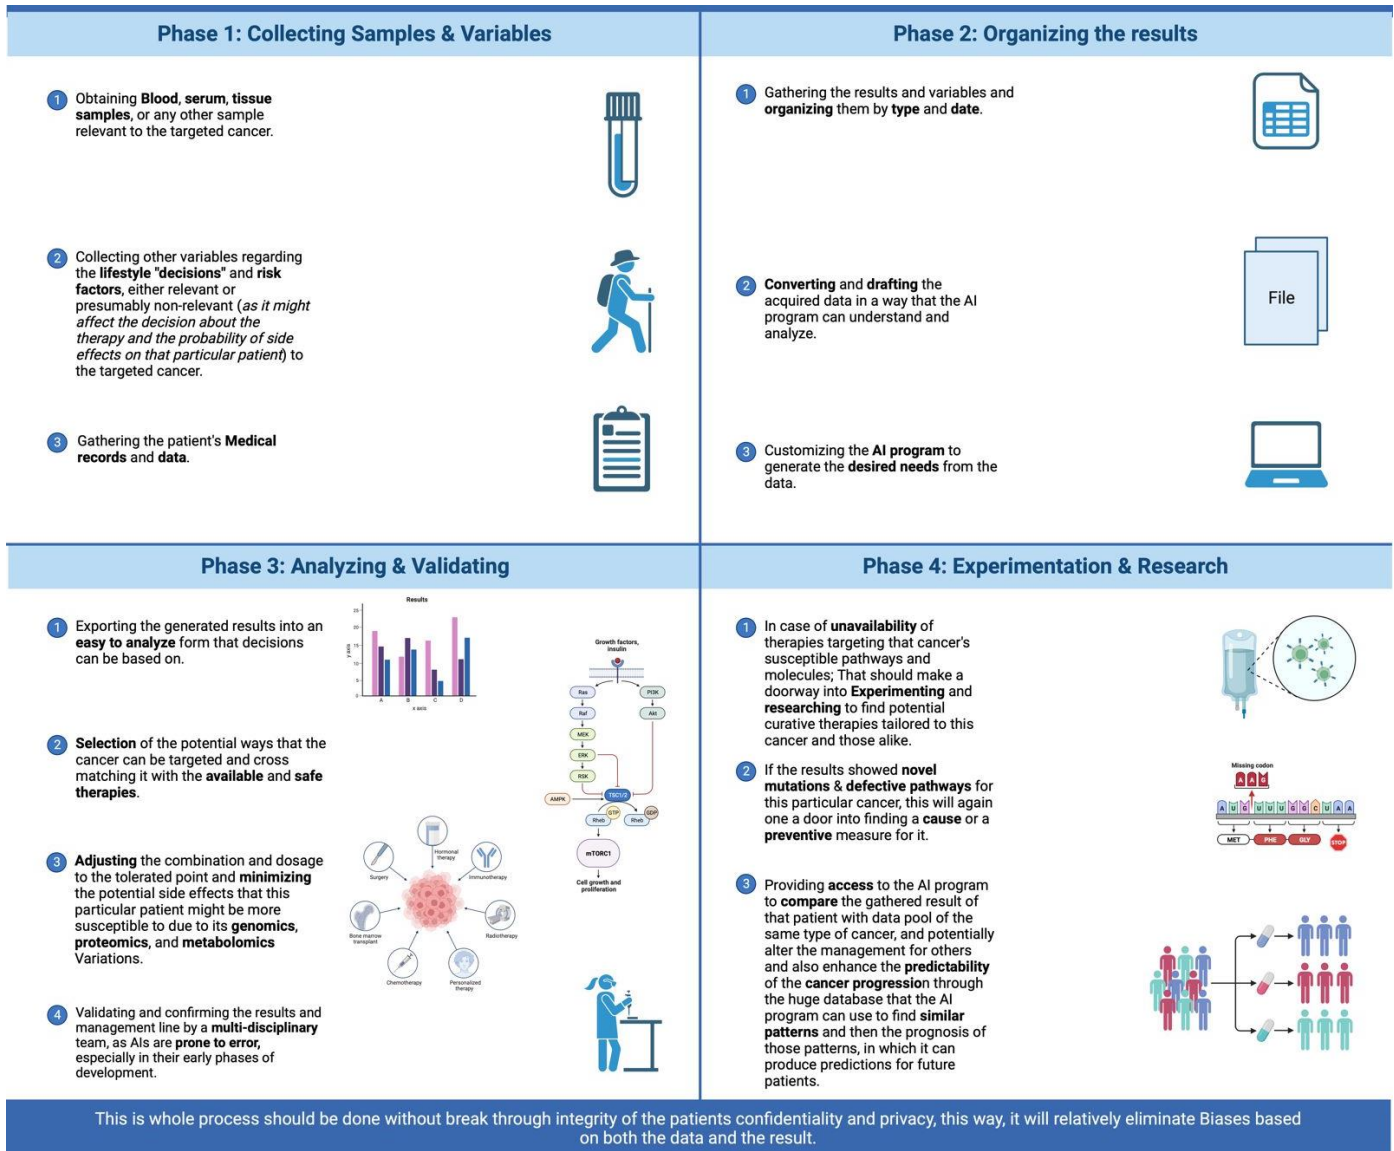 Phase 1: Collecting Samples & Variables
1
Obtaining Blood, serum, tissue
samples, or any other sample
relevant to the targeted cancer.
2
Collecting other variables regarding
the lifestyle "decisions" and risk
factors, either relevant or
presumably non-relevant (as it might
affect the decision about the
therapy and the probability of side
effects on that particular patient) to
the targeted cancer.
3
Gathering the patient's Medical
records and data.
Phase 2: Organizing the results
1
Gathering the results and variables and
organizing them by type and date.
2
Converting and drafting the
acquired data in a way that the AI
program can understand and
analyze.
File
3
Customizing the AI program to
generate the desired needs from the
data.
Phase 3: Analyzing & Validating
1
Exporting the generated results into an
easy to analyze form that decisions
can be based on.
Results
25
20
15
10
5
0
y axis
A B C D
x axis
2
Selection of the potential ways that the
cancer can be targeted and cross
matching it with the available and safe
therapies.
Growth factors,
insulin
Ras
PI3K
Raf
Akt
MEK
ERK
RSK
AMPK
TSC1/2
GTP
GDP
Rheb
Rheb
mTORC1
Cell growth and
proliferation
3
Adjusting the combination and dosage
to the tolerated point and minimizing
the potential side effects that this
particular patient might be more
susceptible to due to its genomics,
proteomics, and metabolomics
Variations.
Hormonal
therapy
Surgery
Immunotherapy
Bone marrow
transplant
Radiotherapy
Chemotherapy
Personalized
therapy
4
Validating and confirming the results and
management line by a multi-disciplinary
team, as AIs are prone to error,
especially in their early phases of
development.
Phase 4: Experimentation & Research
1
In case of unavailability of
therapies targeting that cancer's
susceptible pathways and
molecules; That should make a
doorway into Experimenting and
researching to find potential
curative therapies tailored to this
cancer and those alike.
2
If the results showed novel
mutations & defective pathways for
this particular cancer, this will again
one a door into finding a cause or a
preventive measure for it.
Missing codon
A A G
A U G U U U G G C U A A
MET PHE GLY STOP
3
Providing access to the AI program
to compare the gathered result of
that patient with data pool of the
same type of cancer, and potentially
alter the management for others
and also enhance the predictability
of the cancer progression through
the huge database that the AI
program can use to find similar
patterns and then the prognosis of
those patterns, in which it can
produce predictions for future
patients.
This is whole process should be done without break through integrity of the patients confidentiality and privacy, this way, it will relatively eliminate Biases based
on both the data and the result.